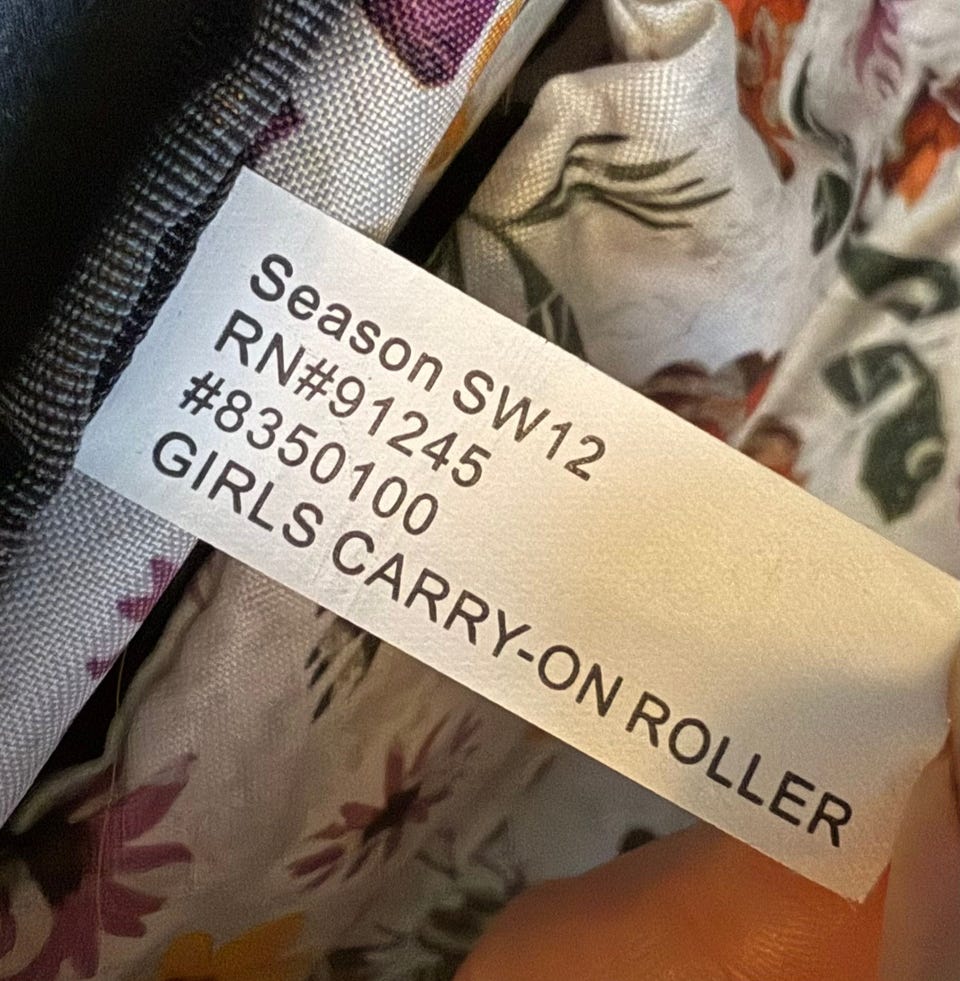 Season SW12
RN#91245
#8350100
GIRLS CARRY-ON ROLLER